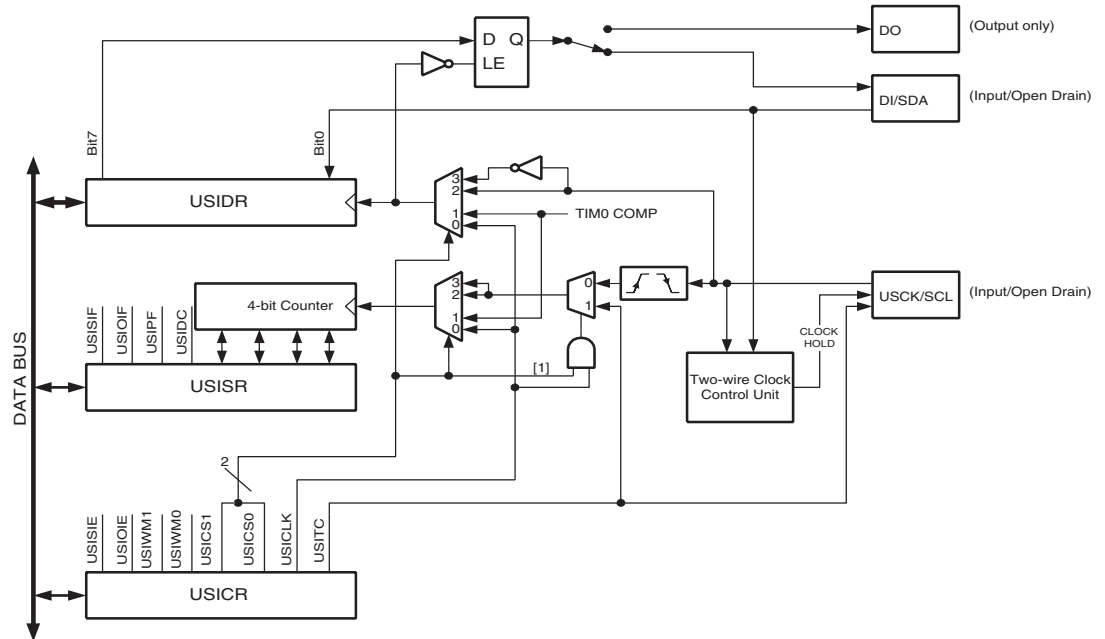 D Q
LE
DO
(Output only)
DI/SDA
(Input/Open Drain)
Bit7
Bit0
USIDR
3
2
1
0
TIM0 COMP
4-bit Counter
3
2
1
0
0
1
USCK/SCL
(Input/Open Drain)
CLOCK
HOLD
USISIF
USIOIF
USIPF
USIDC
[1]
USISR
Two-wire Clock
Control Unit
DATA BUS
2
USISIE
USIOIE
USIWM1
USIWM0
USICS1
USICS0
USICLK
USITC
USICR